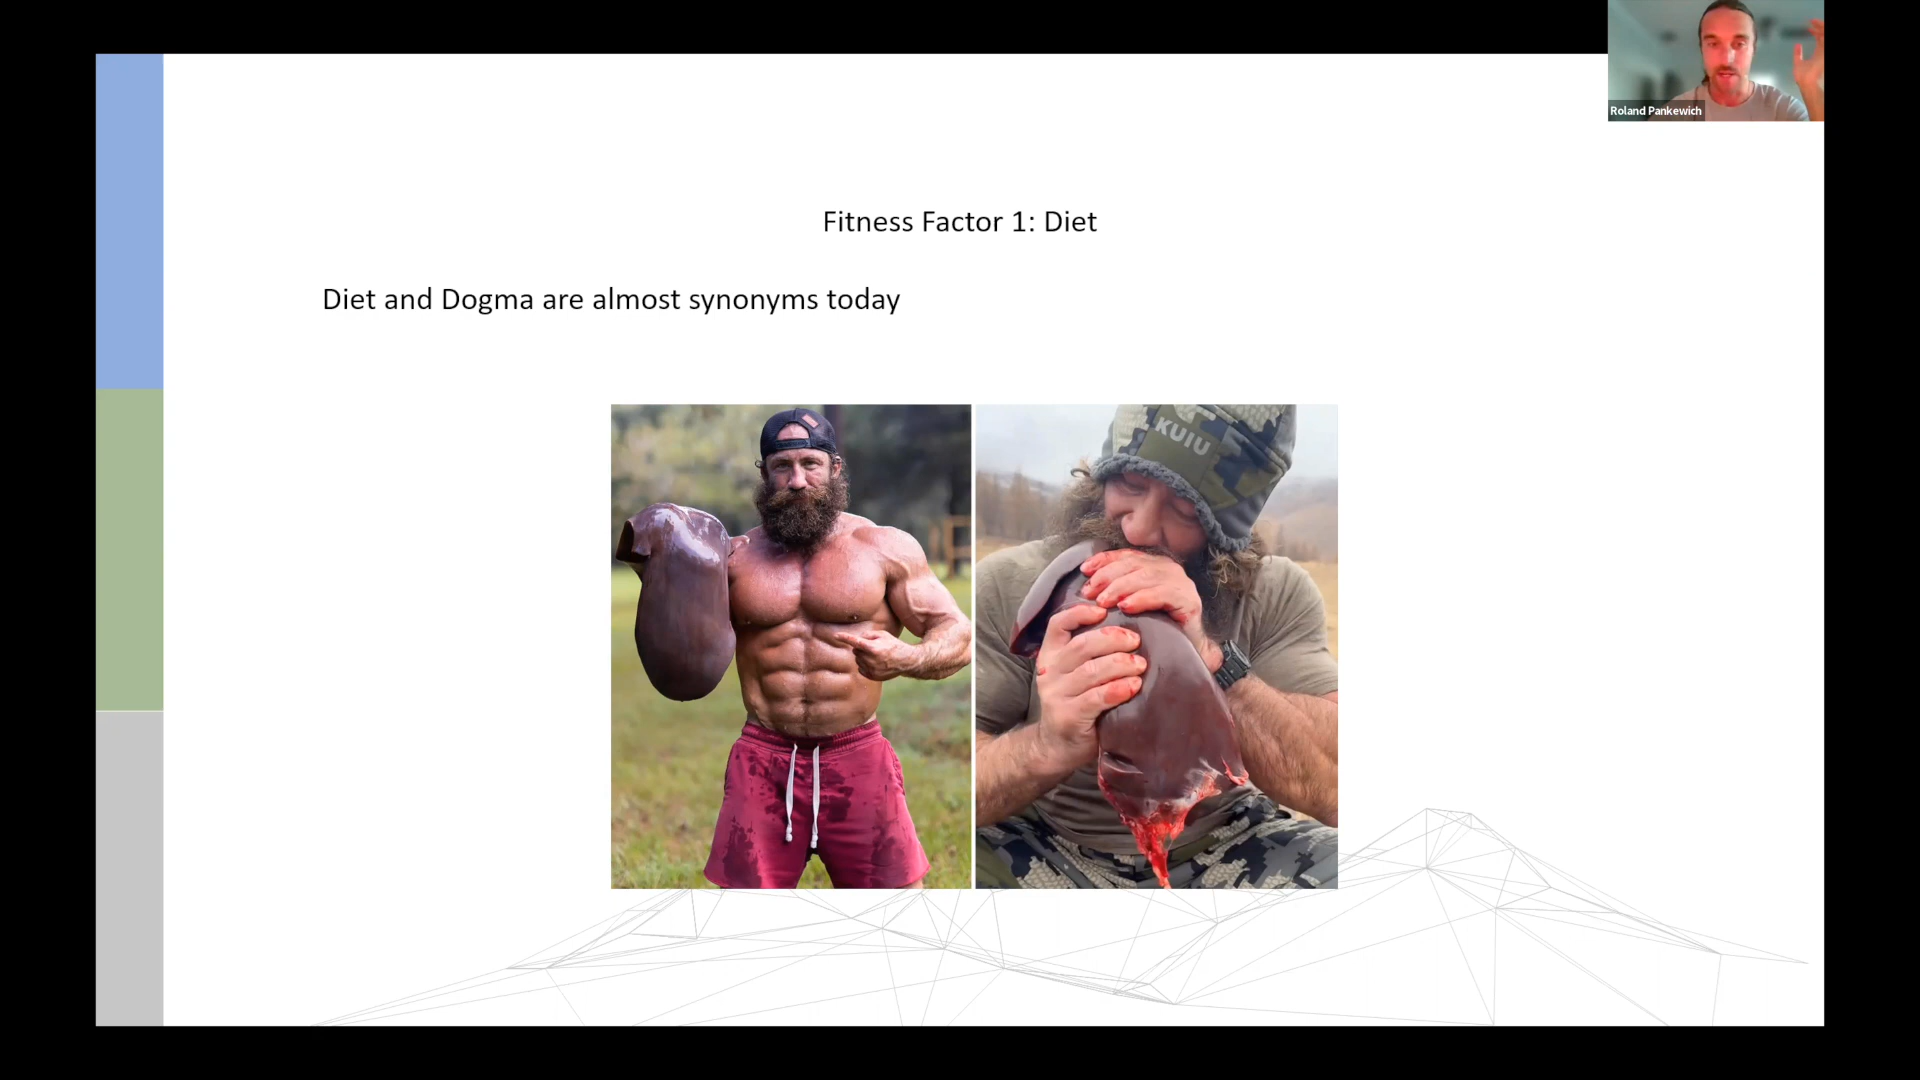 Roland Pankewich
Fitness Factor 1: Diet
Diet and Dogma are almost synonyms today
KUIU